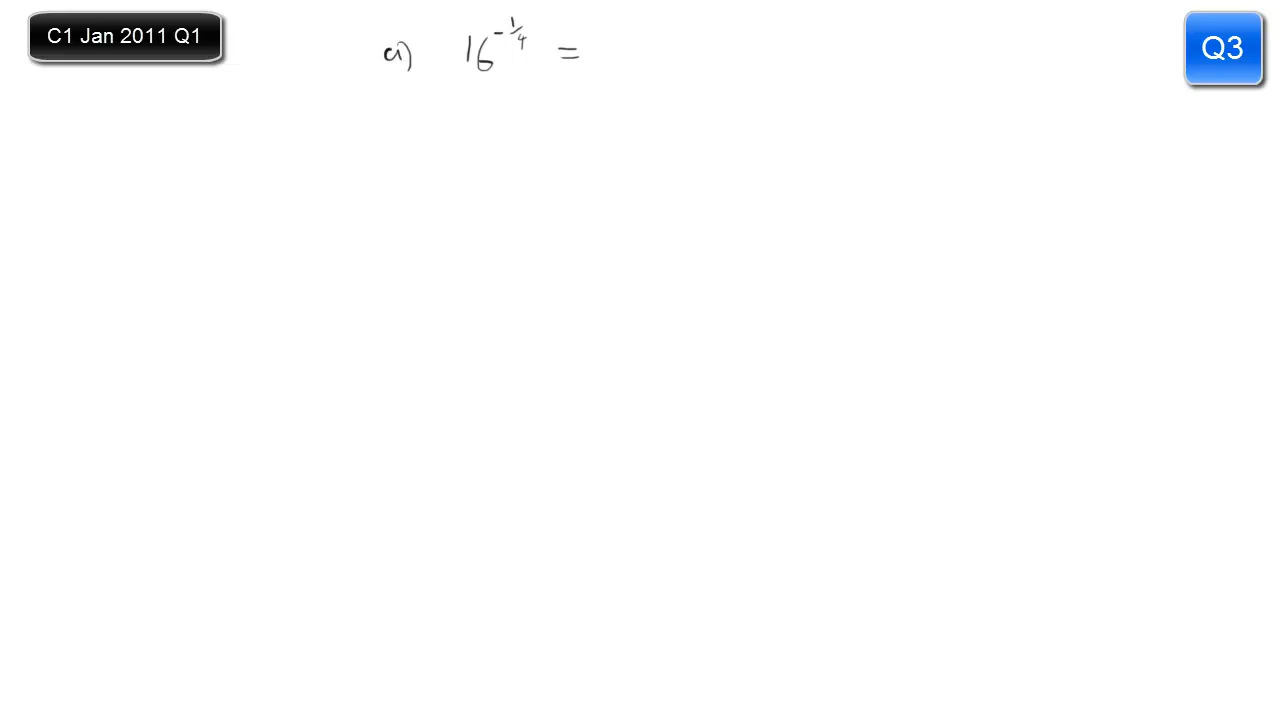 C1 Jan 2011 Q1
a) 16^{-1/4} =
Q3